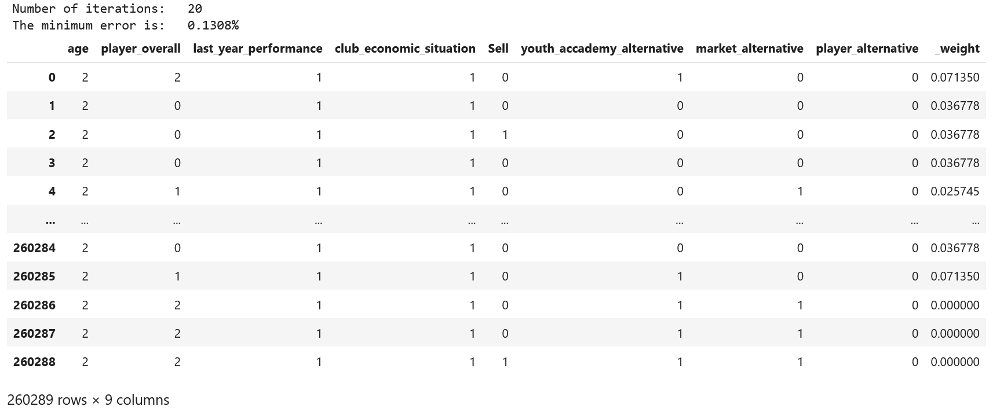 Number of iterations: 20
The minimum error is: 0.1308%
age player_overall last_year_performance club_economic_situation Sell youth_accademy_alternative market_alternative player_alternative _weight
0 2 2 1 1 0 1 0 0 0.071350
1 2 0 1 1 0 0 0 0 0.036778
2 2 0 1 1 1 0 0 0 0.036778
3 2 0 1 1 0 0 0 0 0.036778
4 2 1 1 1 0 0 1 0 0.025745
... ... ... ... ... ... ... ... ... ...
260284 2 0 1 1 0 0 0 0 0.036778
260285 2 1 1 1 0 1 0 0 0.071350
260286 2 2 1 1 0 1 1 0 0.000000
260287 2 2 1 1 0 1 1 0 0.000000
260288 2 2 1 1 1 1 1 0 0.000000
260289 rows × 9 columns